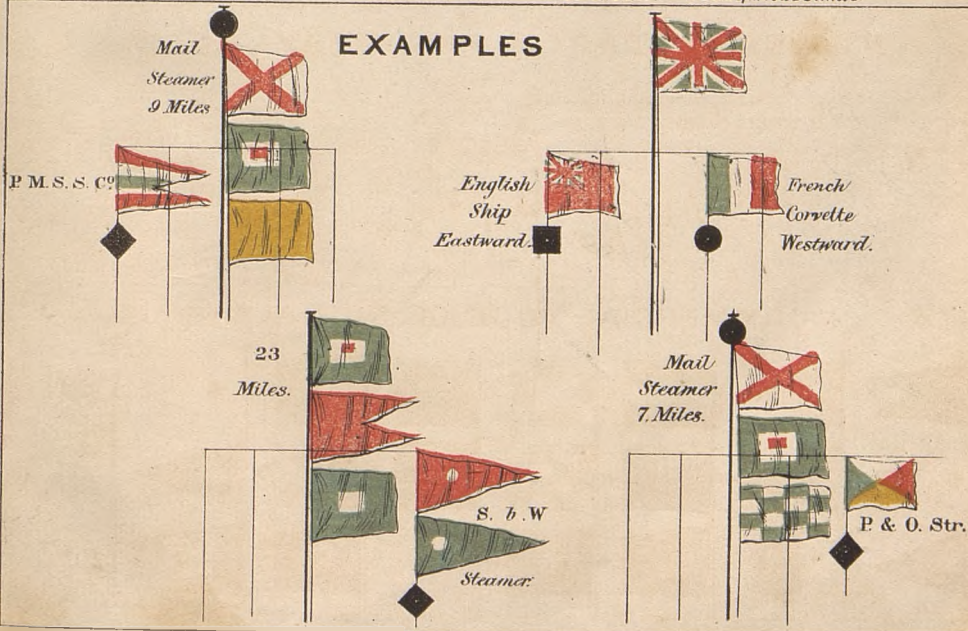 EXAMPLES
Mail
Steamer
9 Miles
P. M. S. S. Co.
English
Ship
Eastward.
French
Corvette
Westward.
23
Miles.
S. b. W
Steamer.
Mail
Steamer
7, Miles.
P. & O. Str.